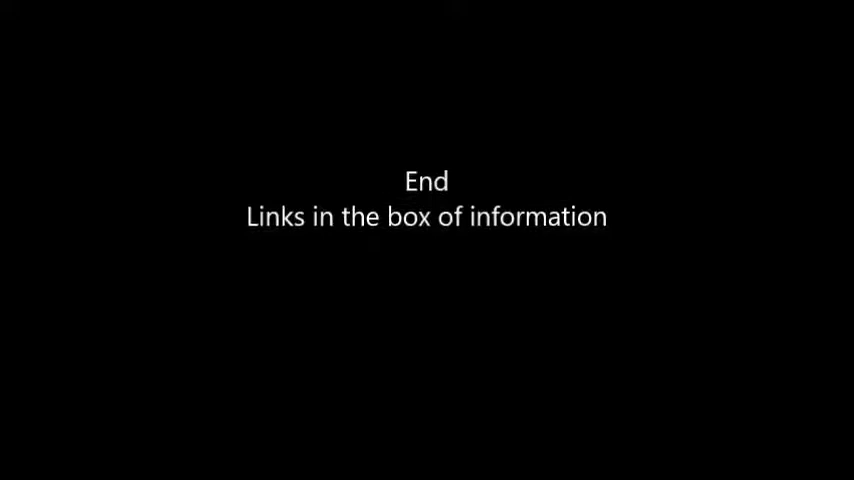 End
Links in the box of information